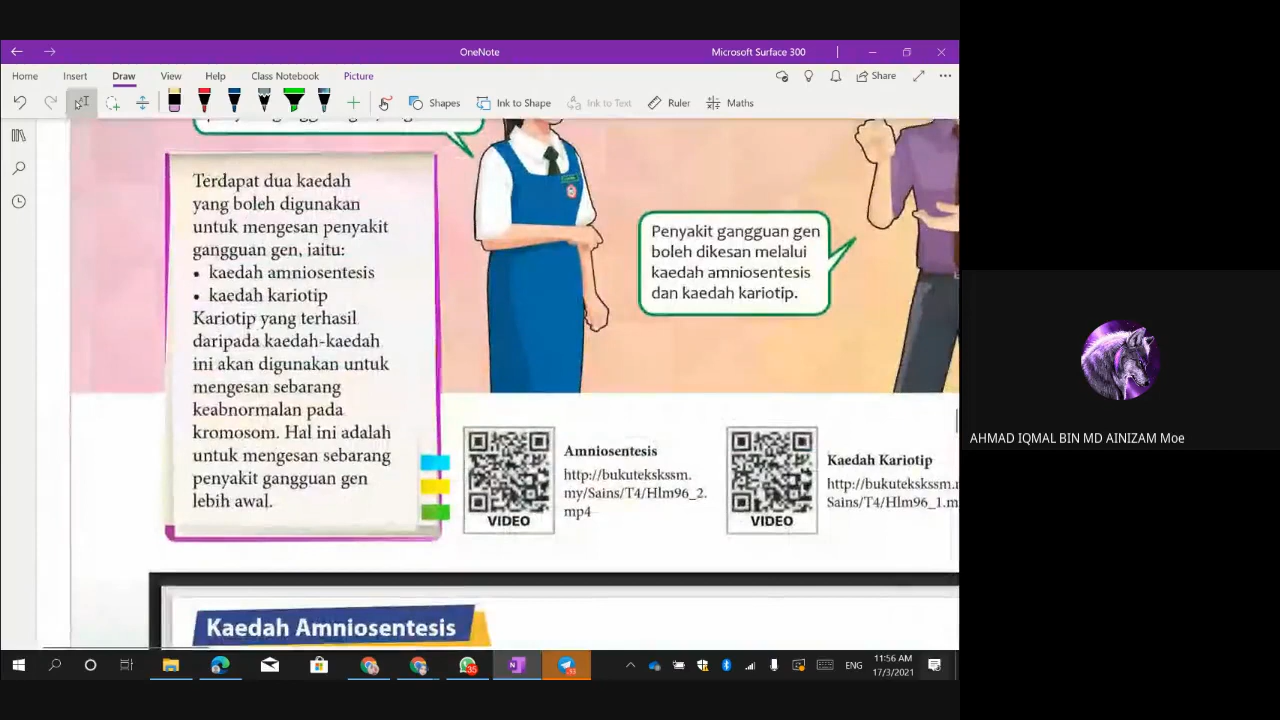 OneNote
Microsoft Surface 300
Home
Insert
Draw
View
Help
Class Notebook
Picture
Share
Shapes
Ink to Shape
Ink to Text
Ruler
Maths
Terdapat dua kaedah
yang boleh digunakan
untuk mengesan penyakit
gangguan gen, iaitu:
• kaedah amniosentesis
• kaedah kariotip
Kariotip yang terhasil
daripada kaedah-kaedah
ini akan digunakan untuk
mengesan sebarang
keabnormalan pada
kromosom. Hal ini adalah
untuk mengesan sebarang
penyakit gangguan gen
lebih awal.
Penyakit gangguan gen
boleh dikesan melalui
kaedah amniosentesis
dan kaedah kariotip.
VIDEO
Amniosentesis
http://bukutekskssm.
my/Sains/T4/Hlm96_2.
mp4
VIDEO
Kaedah Kariotip
http://bukutekskssm.
Sains/T4/Hlm96_1.m
Kaedah Amniosentesis
AHMAD IQMAL BIN MD AINIZAM Moe
35
ENG
11:56 AM
17/3/2021